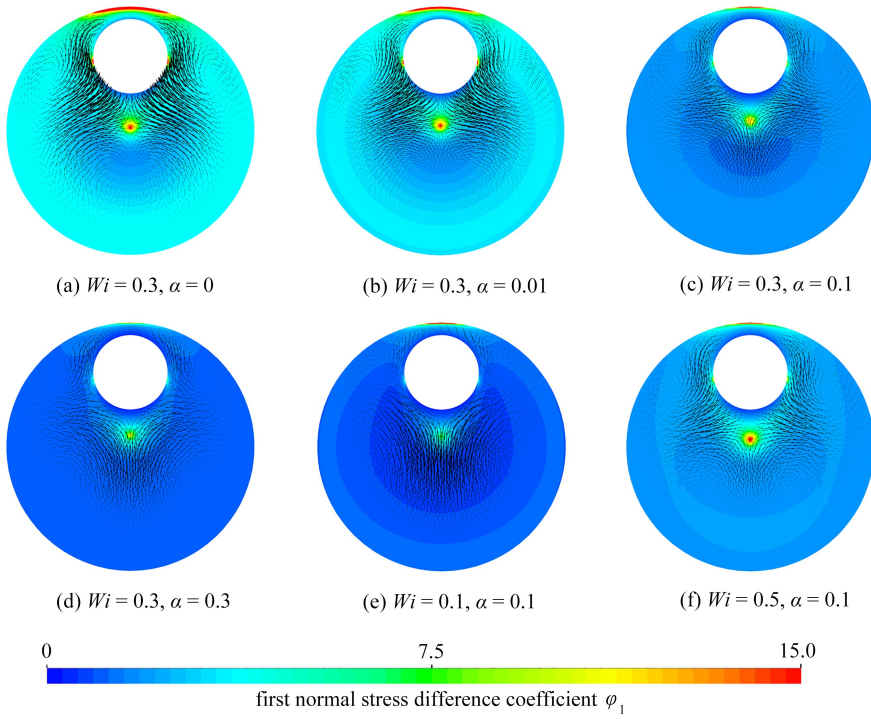 (a) Wi = 0.3, α = 0
(b) Wi = 0.3, α = 0.01
(c) Wi = 0.3, α = 0.1
(d) Wi = 0.3, α = 0.3
(e) Wi = 0.1, α = 0.1
(f) Wi = 0.5, α = 0.1
0 7.5 15.0
first normal stress difference coefficient φ₁